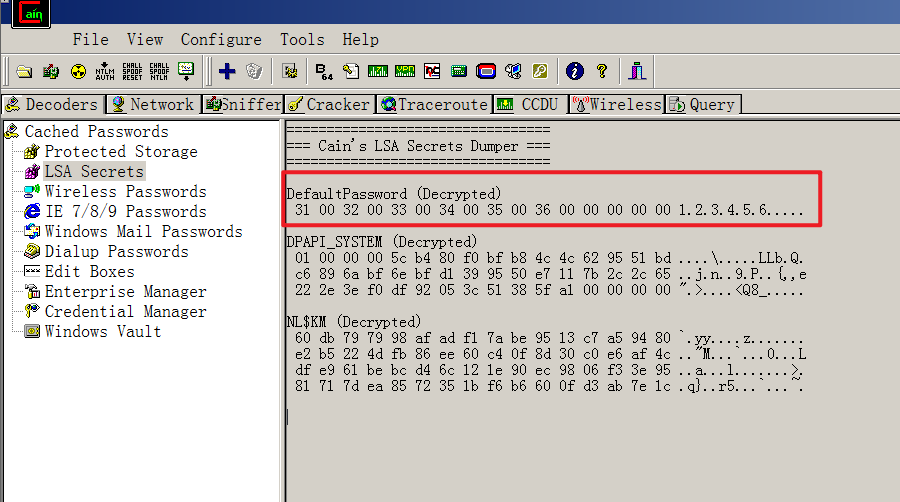 Cain
File View Configure Tools Help
NTLM AUTH
CHALL SPOOF RESET
CHALL SPOOF NTLM
B64
Decoders Network Sniffer Cracker Traceroute CCDU Wireless Query
Cached Passwords
Protected Storage
LSA Secrets
Wireless Passwords
IE 7/8/9 Passwords
Windows Mail Passwords
Dialup Passwords
Edit Boxes
Enterprise Manager
Credential Manager
Windows Vault
==============================
=== Cain's LSA Secrets Dumper ===
==============================
DefaultPassword (Decrypted)
31 00 32 00 33 00 34 00 35 00 36 00 00 00 00 00 1.2.3.4.5.6.....
DPAPI_SYSTEM (Decrypted)
01 00 00 00 5c b4 80 f0 bf b8 4c 4c 62 95 51 bd ....\.....LLb.Q.
c6 89 6a bf 6e bf d1 39 95 50 e7 11 7b 2c 2c 65 ..j.n..9.P..{,,e
22 2e 3e f0 df 92 05 3c 51 38 5f a1 00 00 00 00 ".>....<Q8_.....
NL$KM (Decrypted)
60 db 79 79 98 af ad f1 7a be 95 13 c7 a5 94 80 `.yy....z.......
e2 b5 22 4d fb 86 ee 60 c4 0f 8d 30 c0 e6 af 4c .."M...`...0...L
df e9 61 be bc d4 6c 12 1e 90 ec 98 06 f3 3e 95 ..a...l.......>.
81 71 7d ea 85 72 35 1b f6 b6 60 0f d3 ab 7e 1c .q}..r5...`...~.